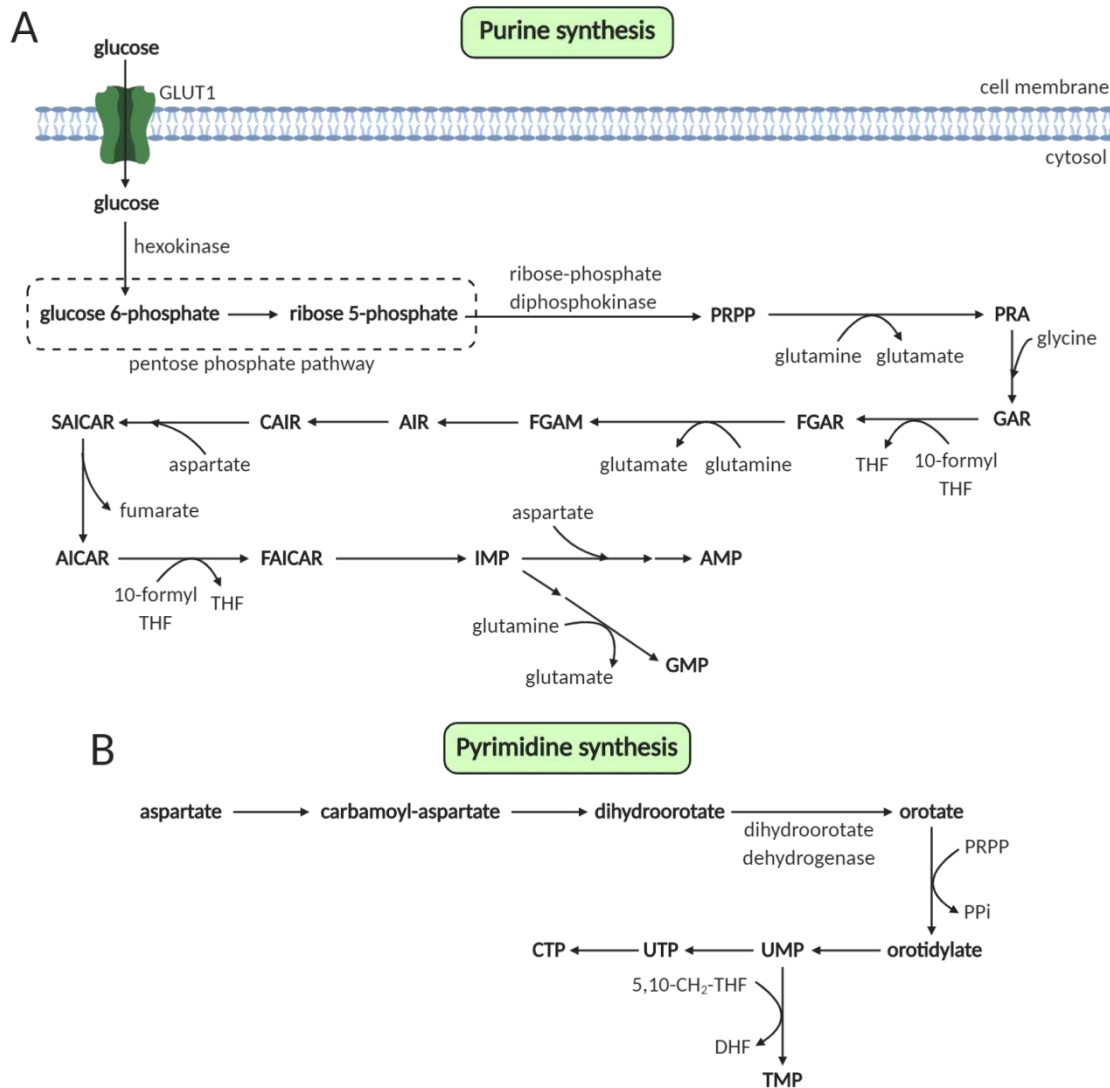 A
Purine synthesis
glucose
GLUT1
cell membrane
cytosol
glucose
hexokinase
glucose 6-phosphate
ribose 5-phosphate
pentose phosphate pathway
ribose-phosphate
diphosphokinase
PRPP
glutamine
glutamate
PRA
glycine
GAR
10-formyl
THF
THF
FGAR
glutamine
glutamate
FGAM
AIR
CAIR
aspartate
SAICAR
fumarate
AICAR
10-formyl
THF
THF
FAICAR
IMP
aspartate
AMP
glutamine
glutamate
GMP
B
Pyrimidine synthesis
aspartate
carbamoyl-aspartate
dihydroorotate
dihydroorotate
dehydrogenase
orotate
PRPP
PPi
orotidylate
UMP
UTP
CTP
5,10-CH₂-THF
DHF
TMP